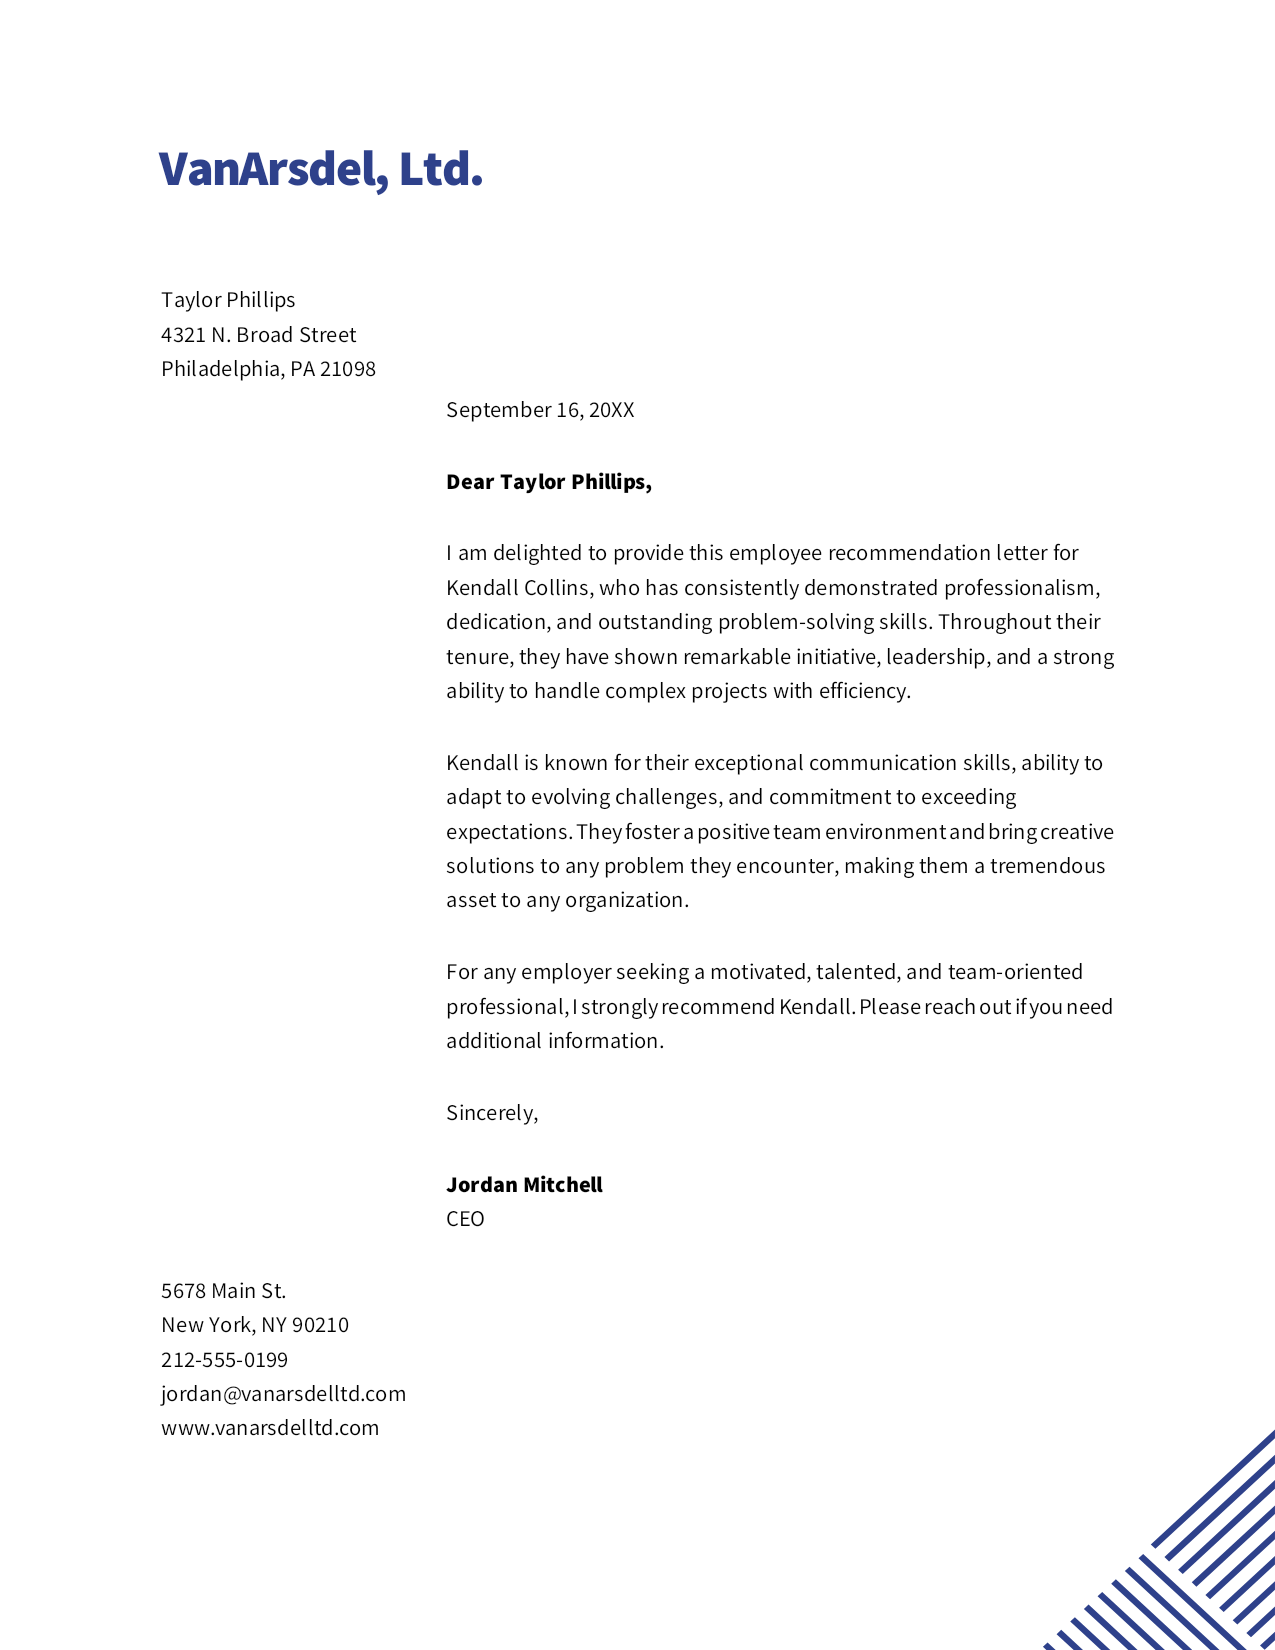 VanArsdel, Ltd.
Taylor Phillips
4321 N. Broad Street
Philadelphia, PA 21098
September 16, 20XX
Dear Taylor Phillips,
I am delighted to provide this employee recommendation letter for
Kendall Collins, who has consistently demonstrated professionalism,
dedication, and outstanding problem-solving skills. Throughout their
tenure, they have shown remarkable initiative, leadership, and a strong
ability to handle complex projects with efficiency.
Kendall is known for their exceptional communication skills, ability to
adapt to evolving challenges, and commitment to exceeding
expectations. They foster a positive team environment and bring creative
solutions to any problem they encounter, making them a tremendous
asset to any organization.
For any employer seeking a motivated, talented, and team-oriented
professional, I strongly recommend Kendall. Please reach out if you need
additional information.
Sincerely,
Jordan Mitchell
CEO
5678 Main St.
New York, NY 90210
212-555-0199
jordan@vanarsdelltd.com
www.vanarsdelltd.com